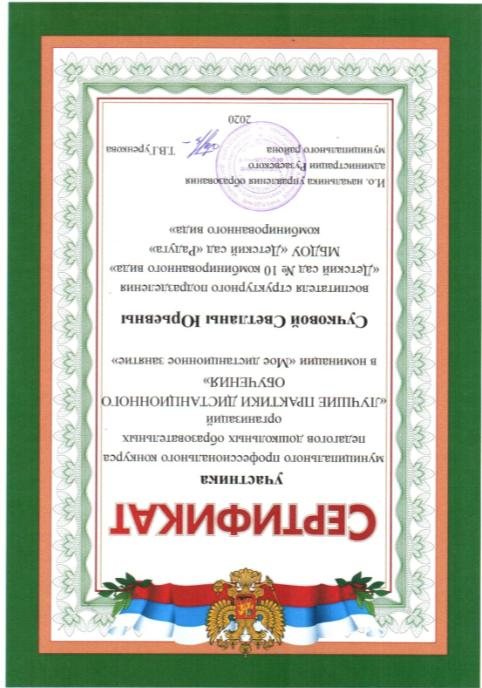 СЕРТИФИКАТ
участника
муниципального профессионального конкурса
педагогов дошкольных образовательных
организаций
«ЛУЧШИЕ ПРАКТИКИ ДИСТАНЦИОННОГО
ОБУЧЕНИЯ»
в номинации «Мое дистанционное занятие»
Сучковой Светланы Юрьевны
воспитателя структурного подразделения
«Детский сад № 10 комбинированного вида»
МБДОУ «Детский сад «Радуга»
комбинированного вида»
И.о. начальника управления образования
администрации Рузаевского
муниципального района
Т.В.Гуренкова
2020